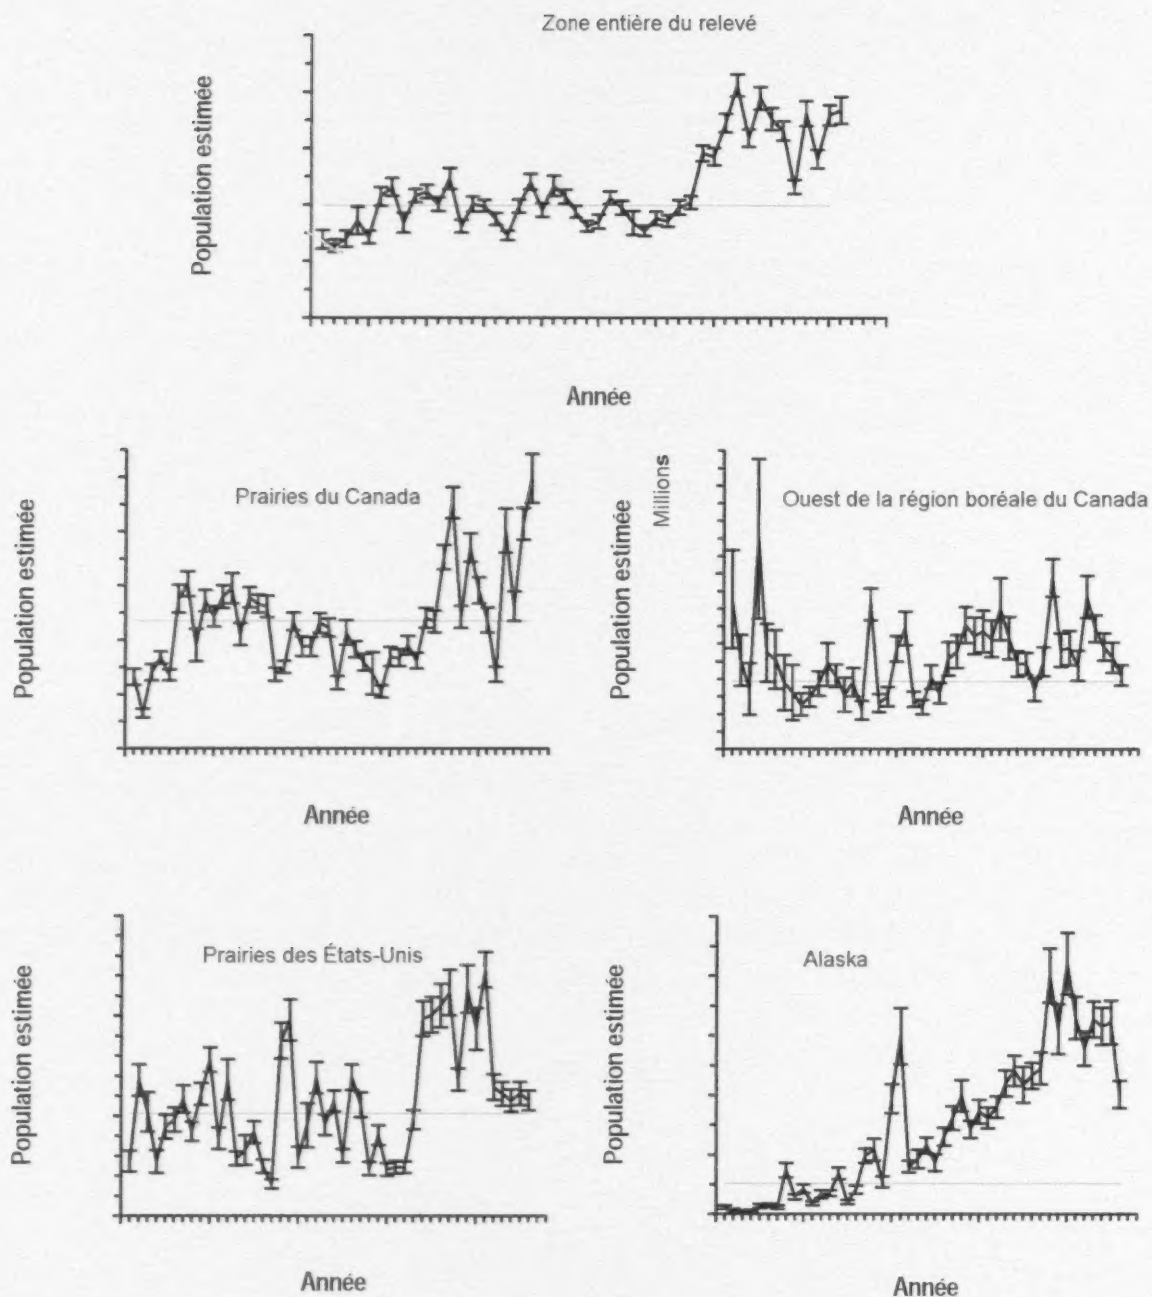 Zone entière du relevé
Population estimée
Année
Prairies du Canada
Population estimée
Année
Ouest de la région boréale du Canada
Millions
Population estimée
Année
Prairies des États-Unis
Population estimée
Année
Alaska
Population estimée
Année